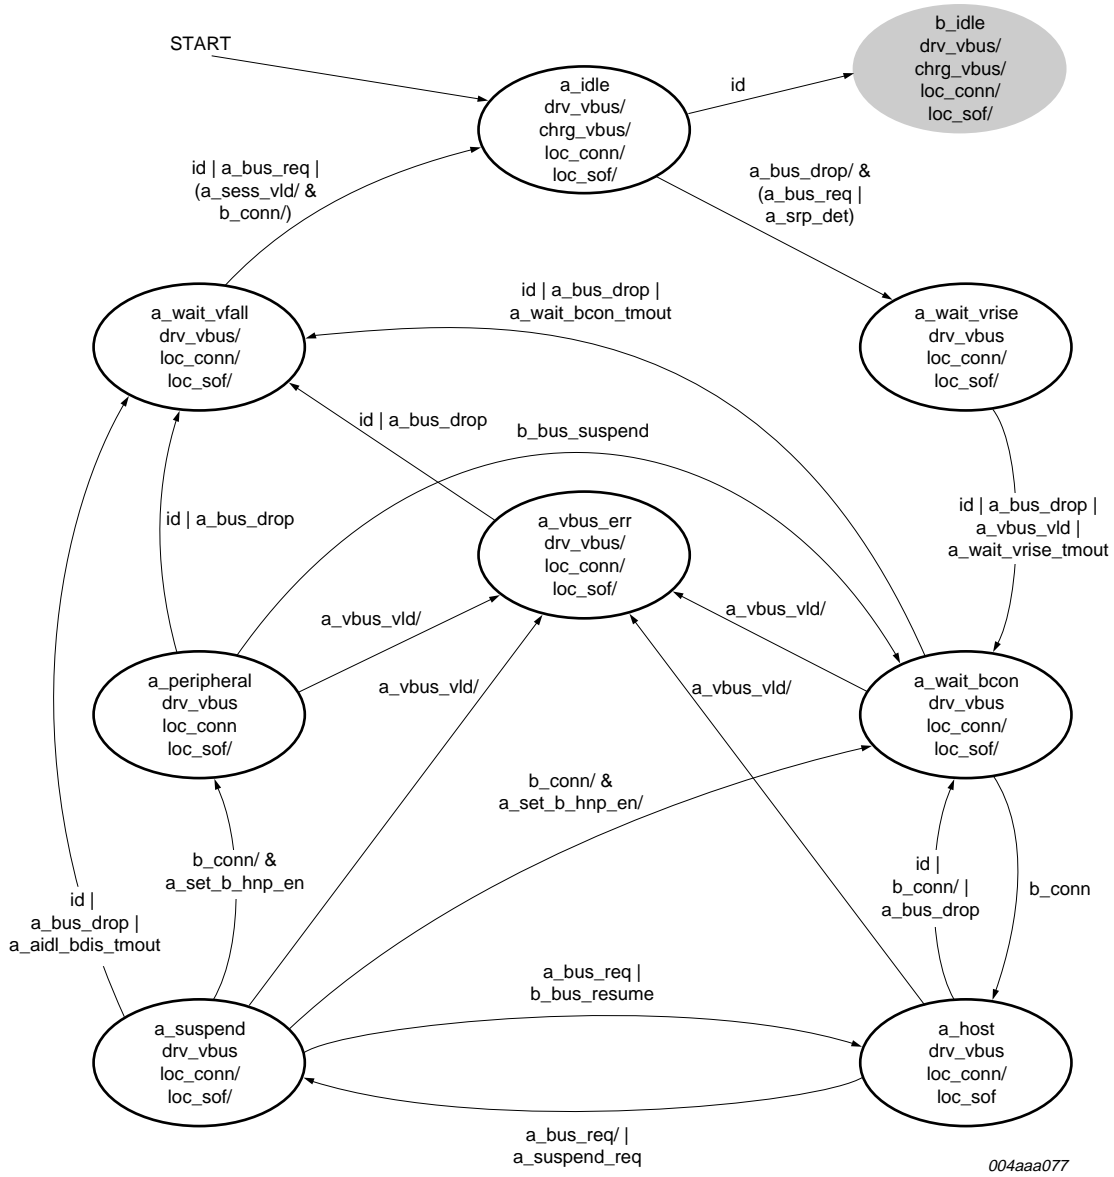 START
b_idle
drv_vbus/
chrg_vbus/
loc_conn/
loc_sof/
a_idle
drv_vbus/
chrg_vbus/
loc_conn/
loc_sof/
id
id | a_bus_req |
(a_sess_vld/ &
b_conn/)
a_bus_drop/ &
(a_bus_req |
a_srp_det)
a_wait_vfall
drv_vbus/
loc_conn/
loc_sof/
id | a_bus_drop |
a_wait_bcon_tmout
a_wait_vrise
drv_vbus
loc_conn/
loc_sof/
id | a_bus_drop
b_bus_suspend
id | a_bus_drop
a_vbus_err
drv_vbus/
loc_conn/
loc_sof/
id | a_bus_drop |
a_vbus_vld |
a_wait_vrise_tmout
a_vbus_vld/
a_vbus_vld/
a_peripheral
drv_vbus
loc_conn
loc_sof/
a_vbus_vld/
a_vbus_vld/
a_wait_bcon
drv_vbus
loc_conn/
loc_sof/
b_conn/ &
a_set_b_hnp_en/
b_conn/ &
a_set_b_hnp_en
id |
b_conn/ |
a_bus_drop
b_conn
id |
a_bus_drop |
a_aidl_bdis_tmout
a_bus_req |
b_bus_resume
a_suspend
drv_vbus
loc_conn/
loc_sof/
a_host
drv_vbus
loc_conn/
loc_sof
a_bus_req/ |
a_suspend_req
004aaa077